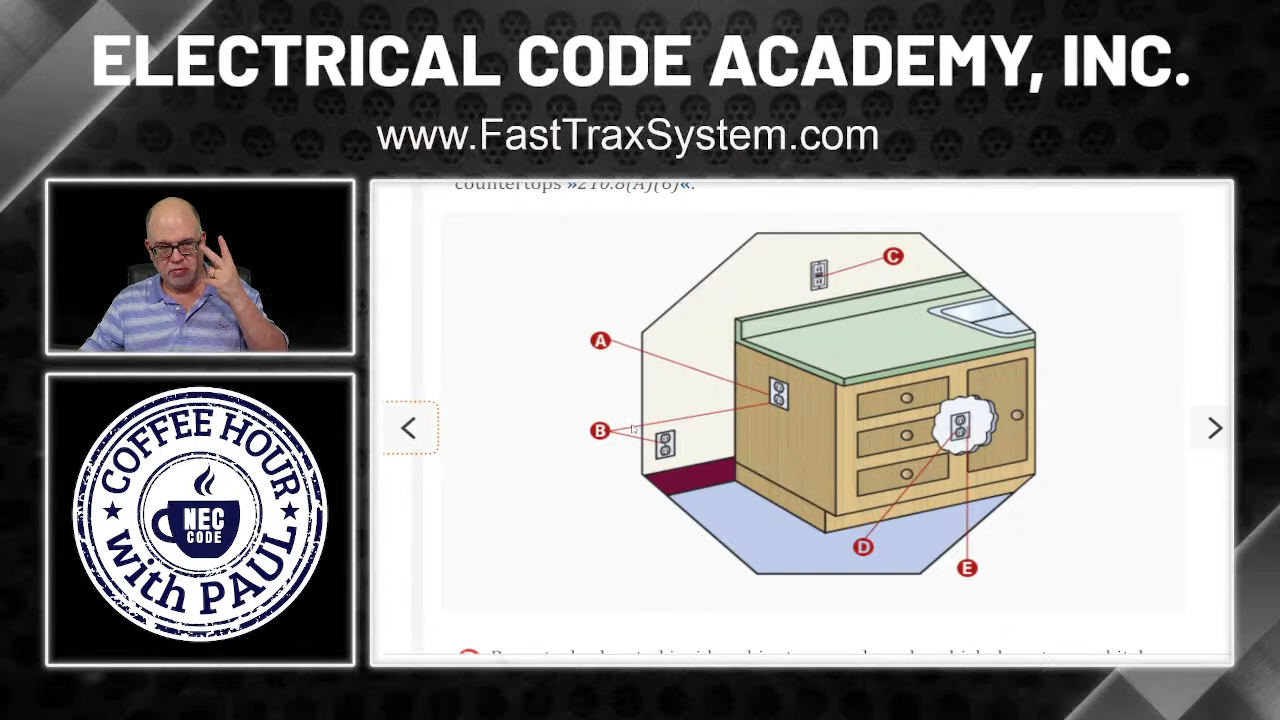 ELECTRICAL CODE ACADEMY, INC.
www.FastTraxSystem.com
countertops »210.8(A)(6)«.
C
A
B
D
E
COFFEE HOUR
NEC
CODE
with PAUL